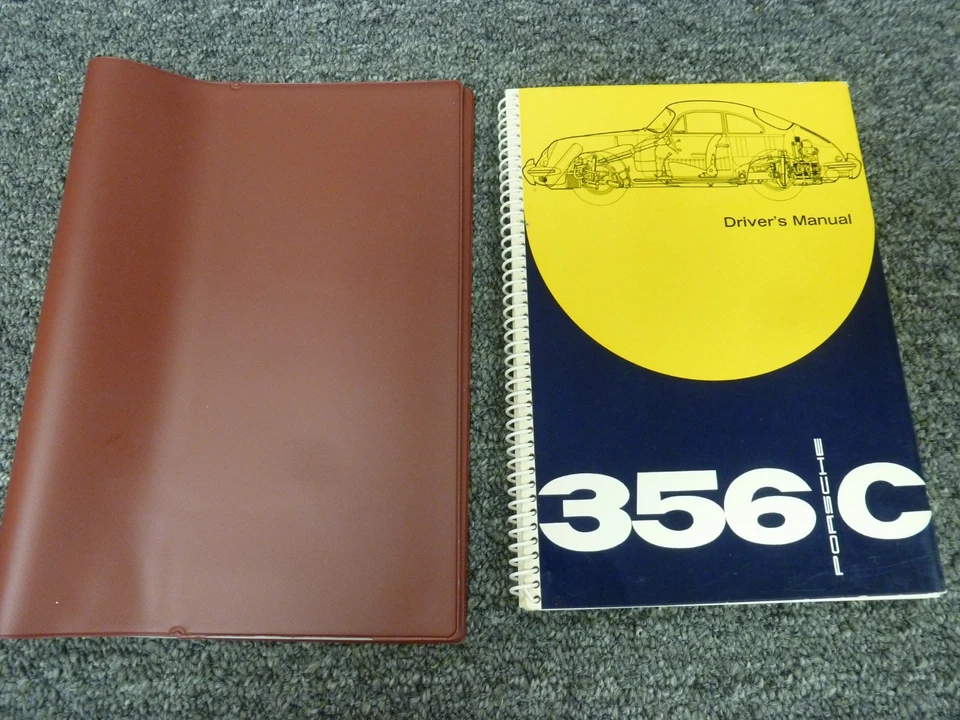 Driver's Manual
356 C
PORSCHE